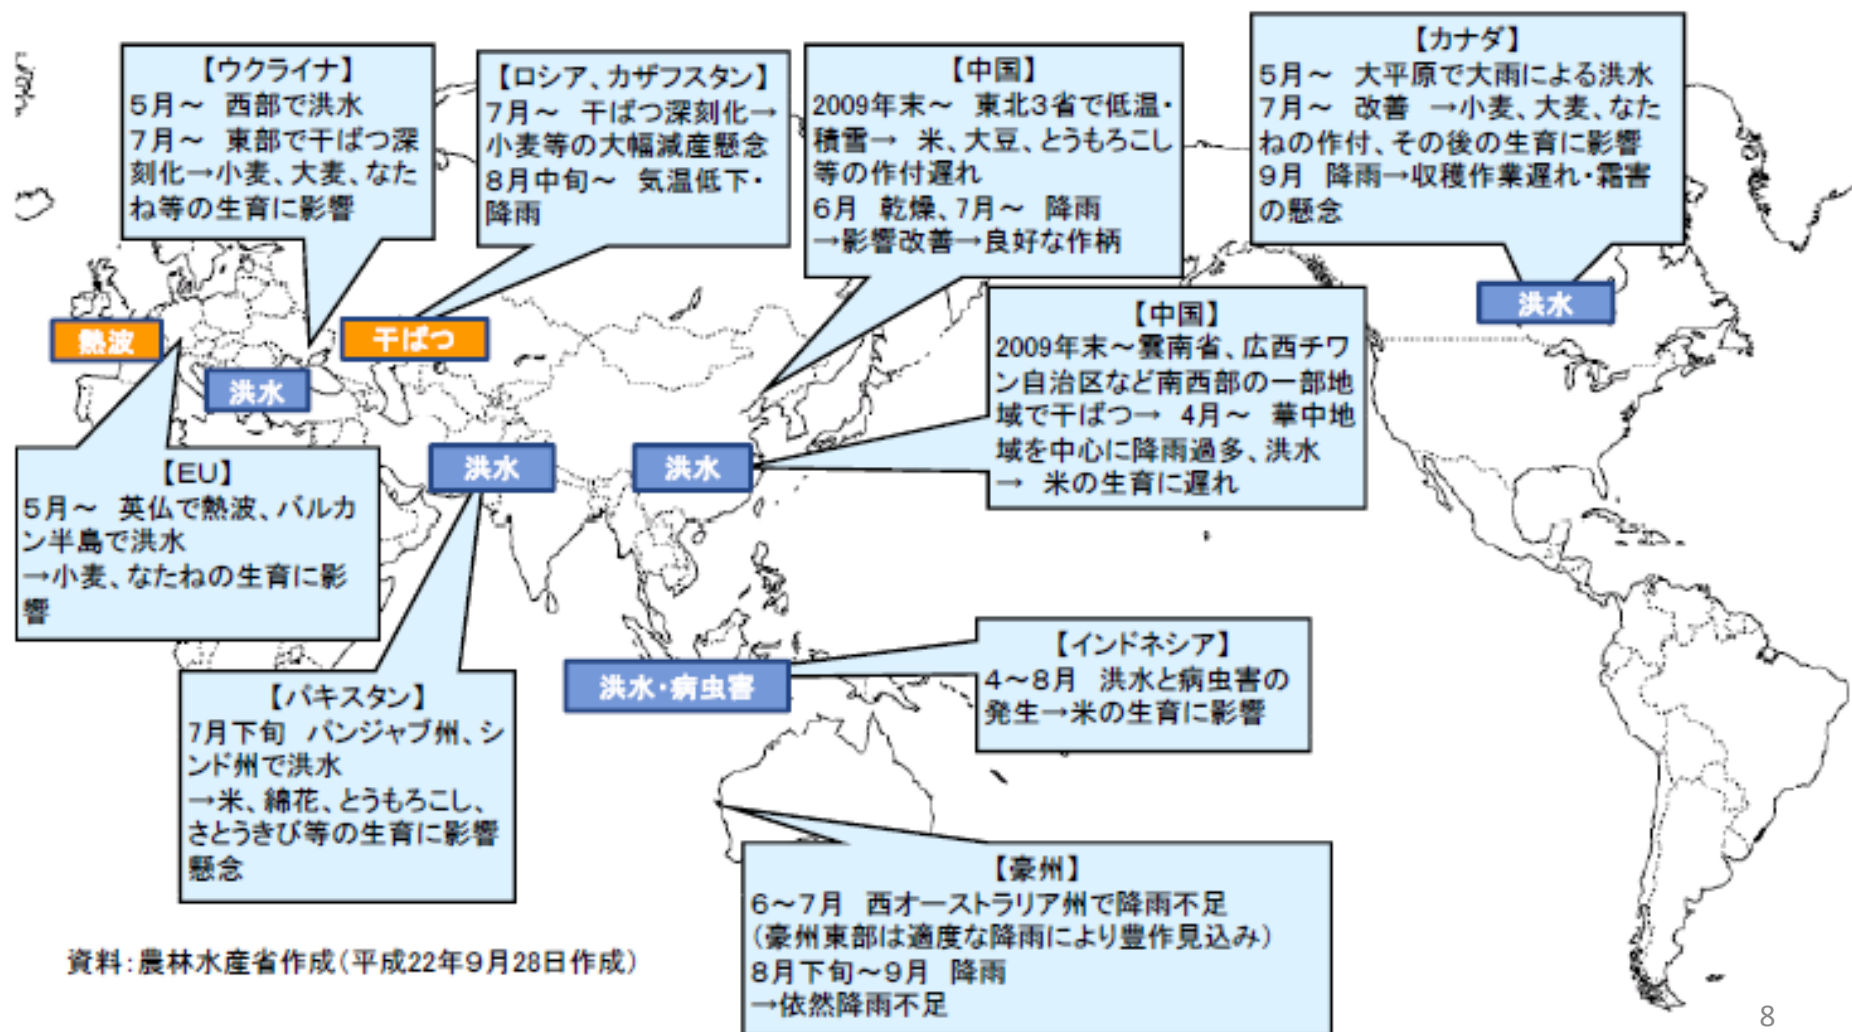 【ウクライナ】
5月～ 西部で洪水
7月～ 東部で干ばつ深
刻化→小麦、大麦、なた
ね等の生育に影響
【ロシア、カザフスタン】
7月～ 干ばつ深刻化→
小麦等の大幅減産懸念
8月中旬～ 気温低下・
降雨
【中国】
2009年末～ 東北3省で低温・
積雪→ 米、大豆、とうもろこし
等の作付遅れ
6月 乾燥、7月～ 降雨
→影響改善→良好な作柄
【カナダ】
5月～ 大平原で大雨による洪水
7月～ 改善 →小麦、大麦、なた
ねの作付、その後の生育に影響
9月 降雨→収穫作業遅れ・霜害
の懸念
熱波
干ばつ
洪水
洪水
【中国】
2009年末～雲南省、広西チワ
ン自治区など南西部の一部地
域で干ばつ→ 4月～ 華中地
域を中心に降雨過多、洪水
→ 米の生育に遅れ
洪水
洪水
【EU】
5月～ 英仏で熱波、バルカ
ン半島で洪水
→小麦、なたねの生育に影
響
【パキスタン】
7月下旬 パンジャブ州、シ
ンド州で洪水
→米、綿花、とうもろこし、
さとうきび等の生育に影響
懸念
洪水・病虫害
【インドネシア】
4～8月 洪水と病虫害の
発生→米の生育に影響
【豪州】
6～7月 西オーストラリア州で降雨不足
(豪州東部は適度な降雨により豊作見込み)
8月下旬～9月 降雨
→依然降雨不足
資料:農林水産省作成(平成22年9月28日作成)
8